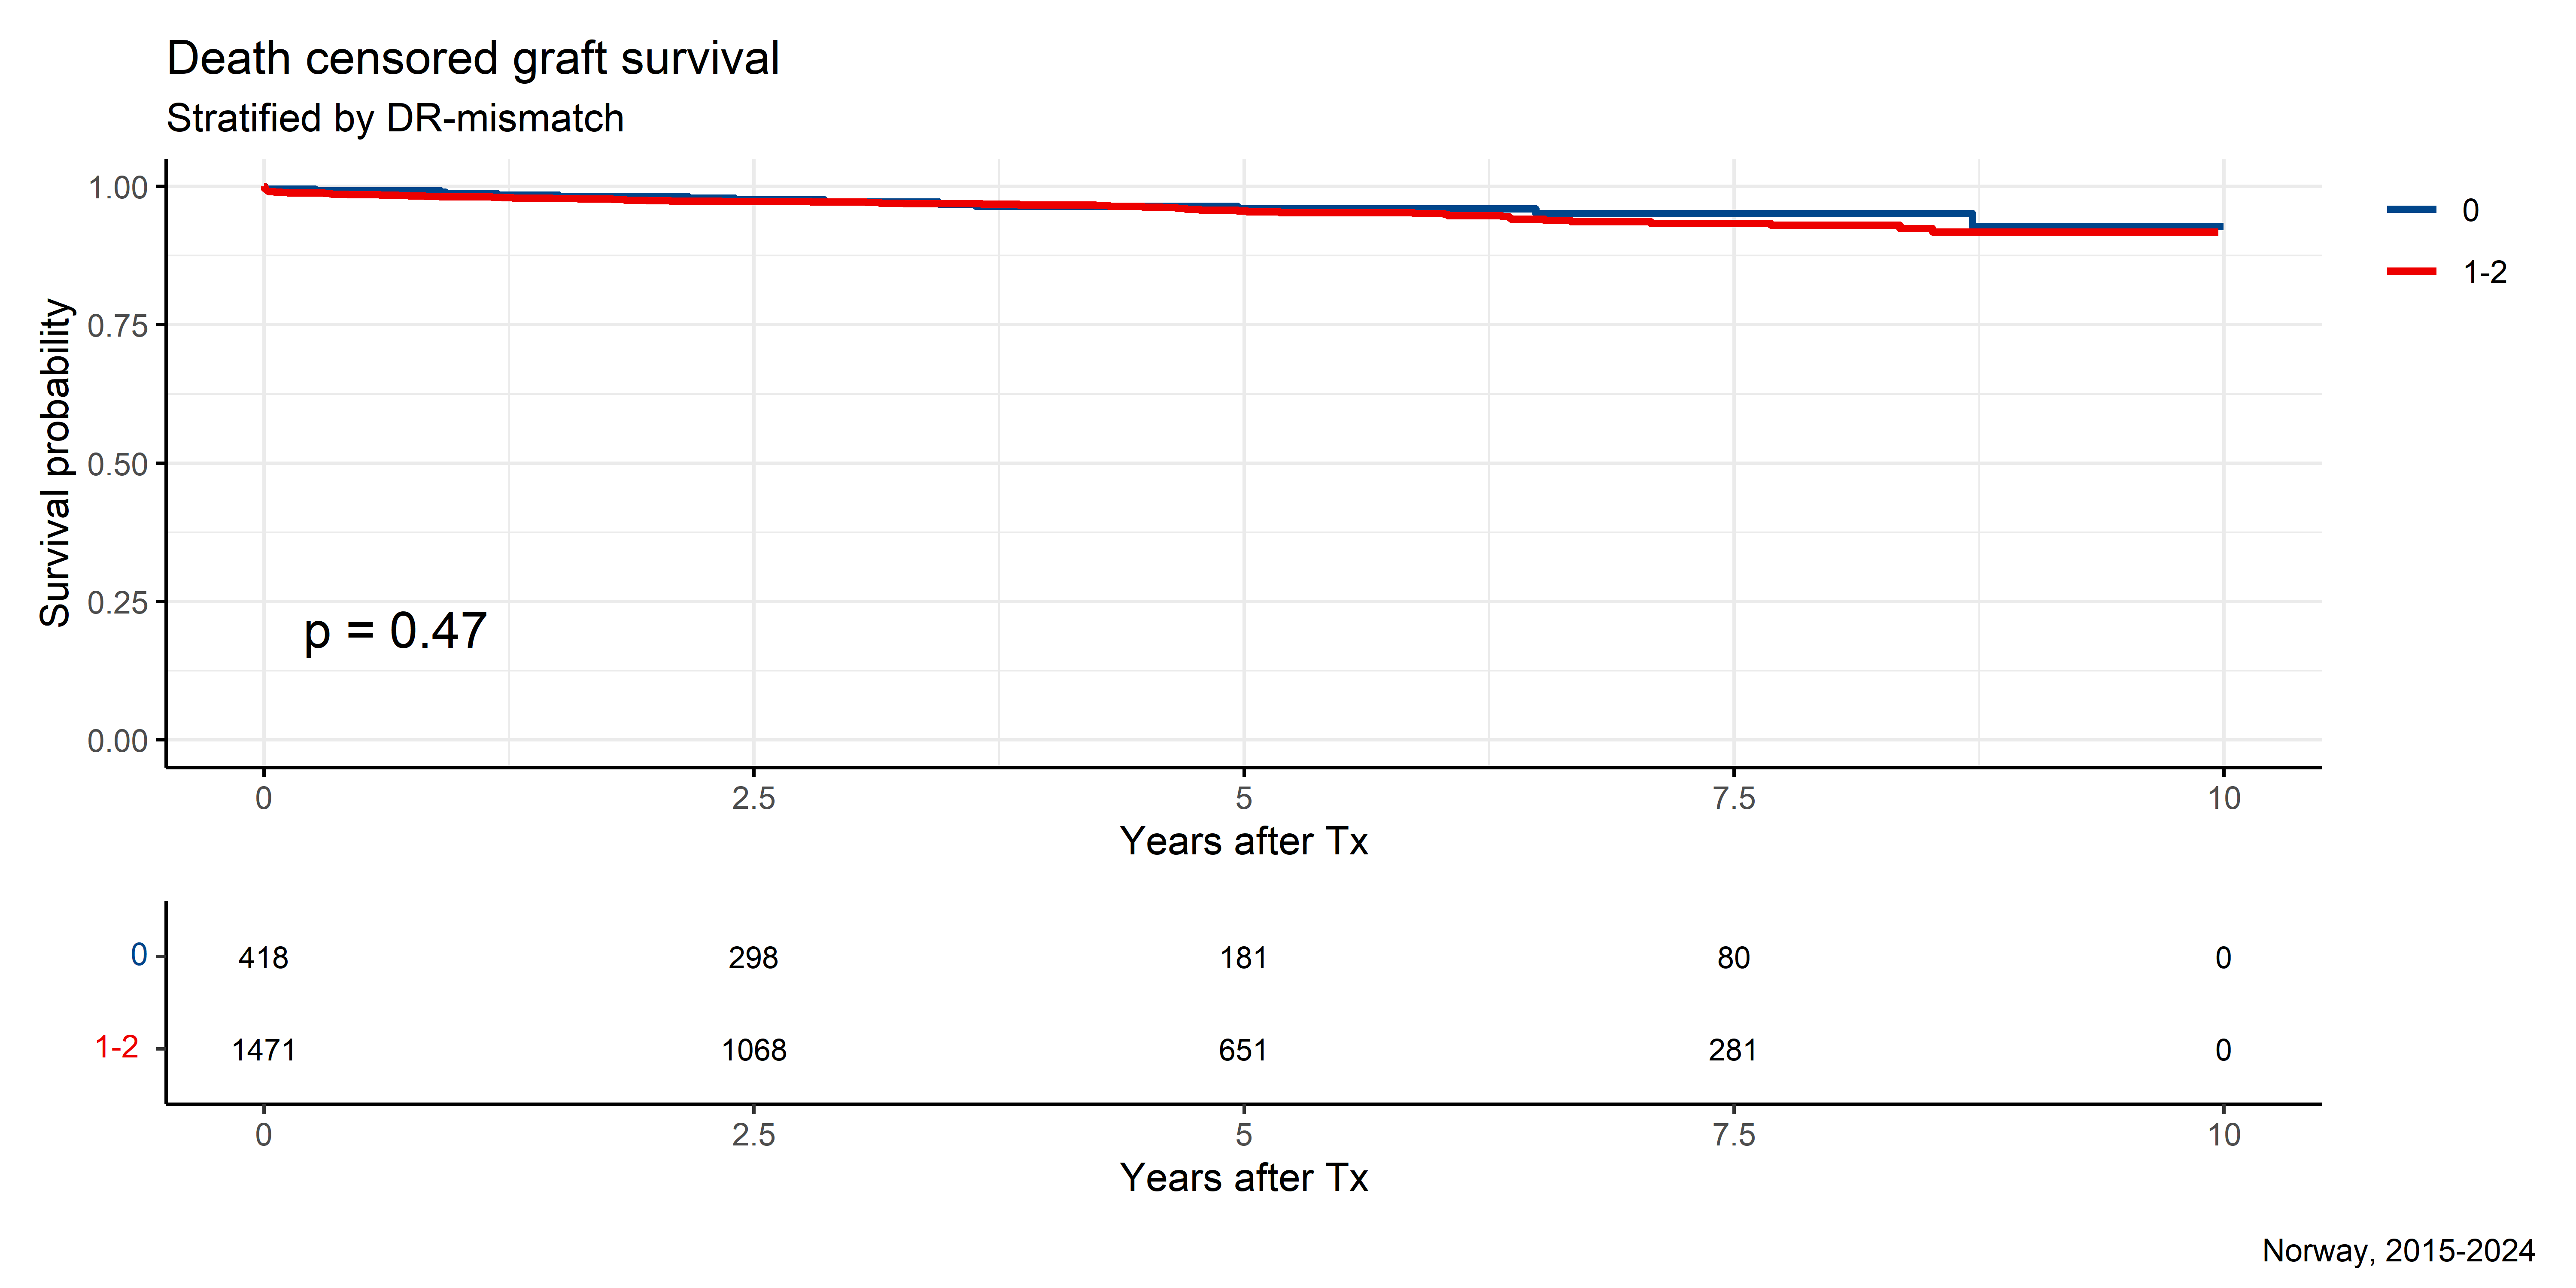 Death censored graft survival
Stratified by DR-mismatch
Survival probability
1.00
0.75
0.50
0.25
0.00
p = 0.47
0
1-2
0 2.5 5 7.5 10
Years after Tx
0 418 298 181 80 0
1-2 1471 1068 651 281 0
0 2.5 5 7.5 10
Years after Tx
Norway, 2015-2024